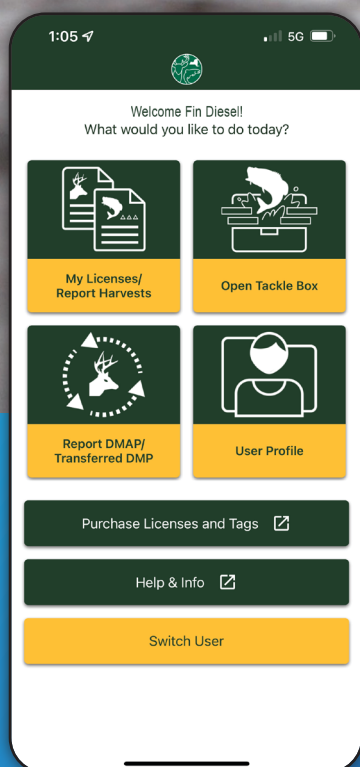 1:05
5G
Welcome Fin Diesel!
What would you like to do today?
My Licenses/
Report Harvests
Open Tackle Box
Report DMAP/
Transferred DMP
User Profile
Purchase Licenses and Tags
Help & Info
Switch User